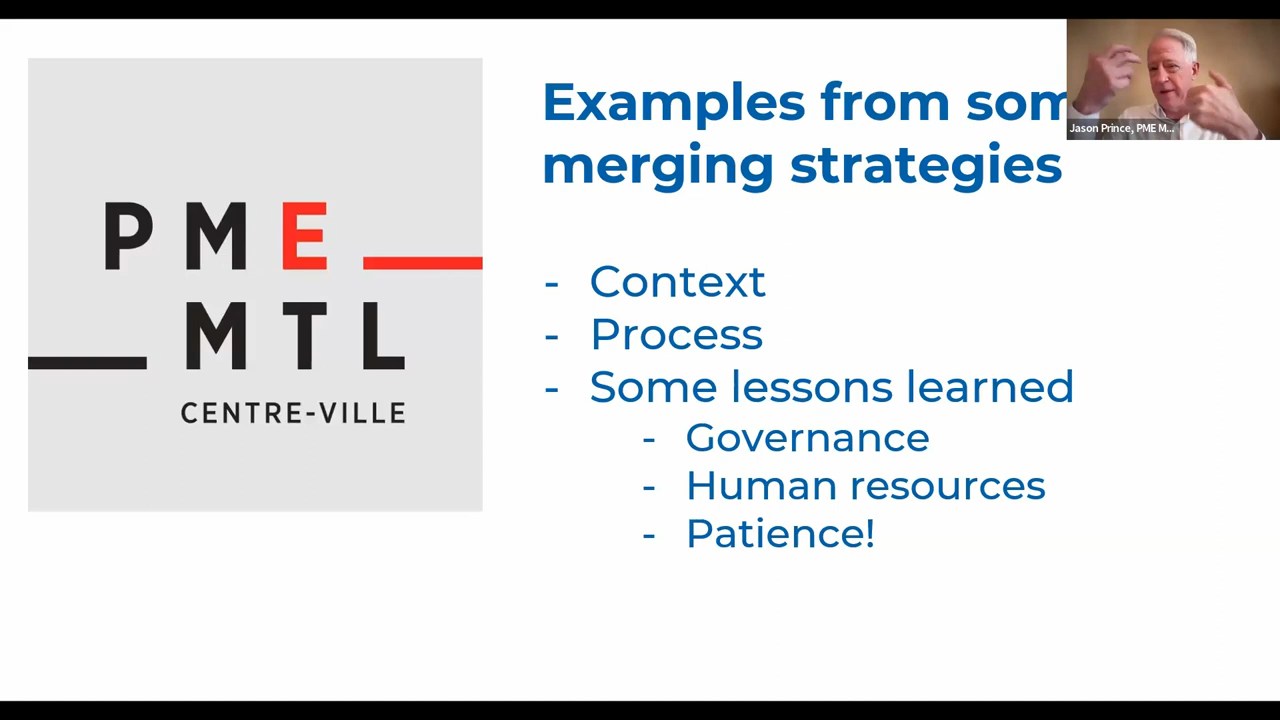 PME
MTL
CENTRE-VILLE
Examples from som
merging strategies
- Context
- Process
- Some lessons learned
- Governance
- Human resources
- Patience!
Jason Prince, PME M...